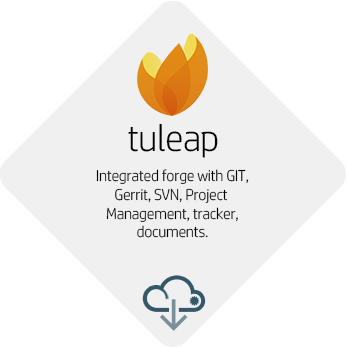 tuleap
Integrated forge with GIT,
Gerrit, SVN, Project
Management, tracker,
documents.